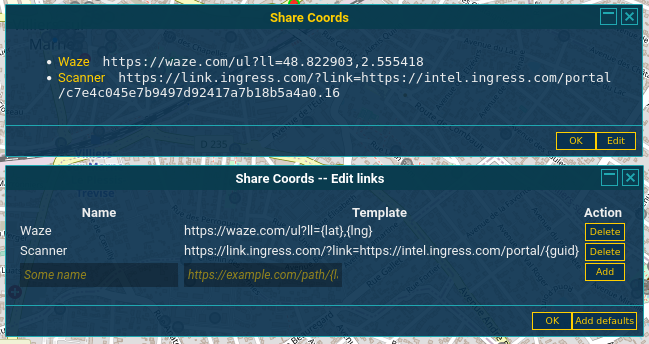 Share Coords
Waze https://waze.com/ul?ll=48.822903,2.555418
Scanner https://link.ingress.com/?link=https://intel.ingress.com/portal
/c7e4c045e7b9497d92417a7b18b5a4a0.16
D 235
OK Edit
Share Coords -- Edit links
Name Template Action
Waze https://waze.com/ul?ll={lat},{lng} Delete
Scanner https://link.ingress.com/?link=https://intel.ingress.com/portal/{guid} Delete
Some name https://example.com/path/{l Add
OK Add defaults